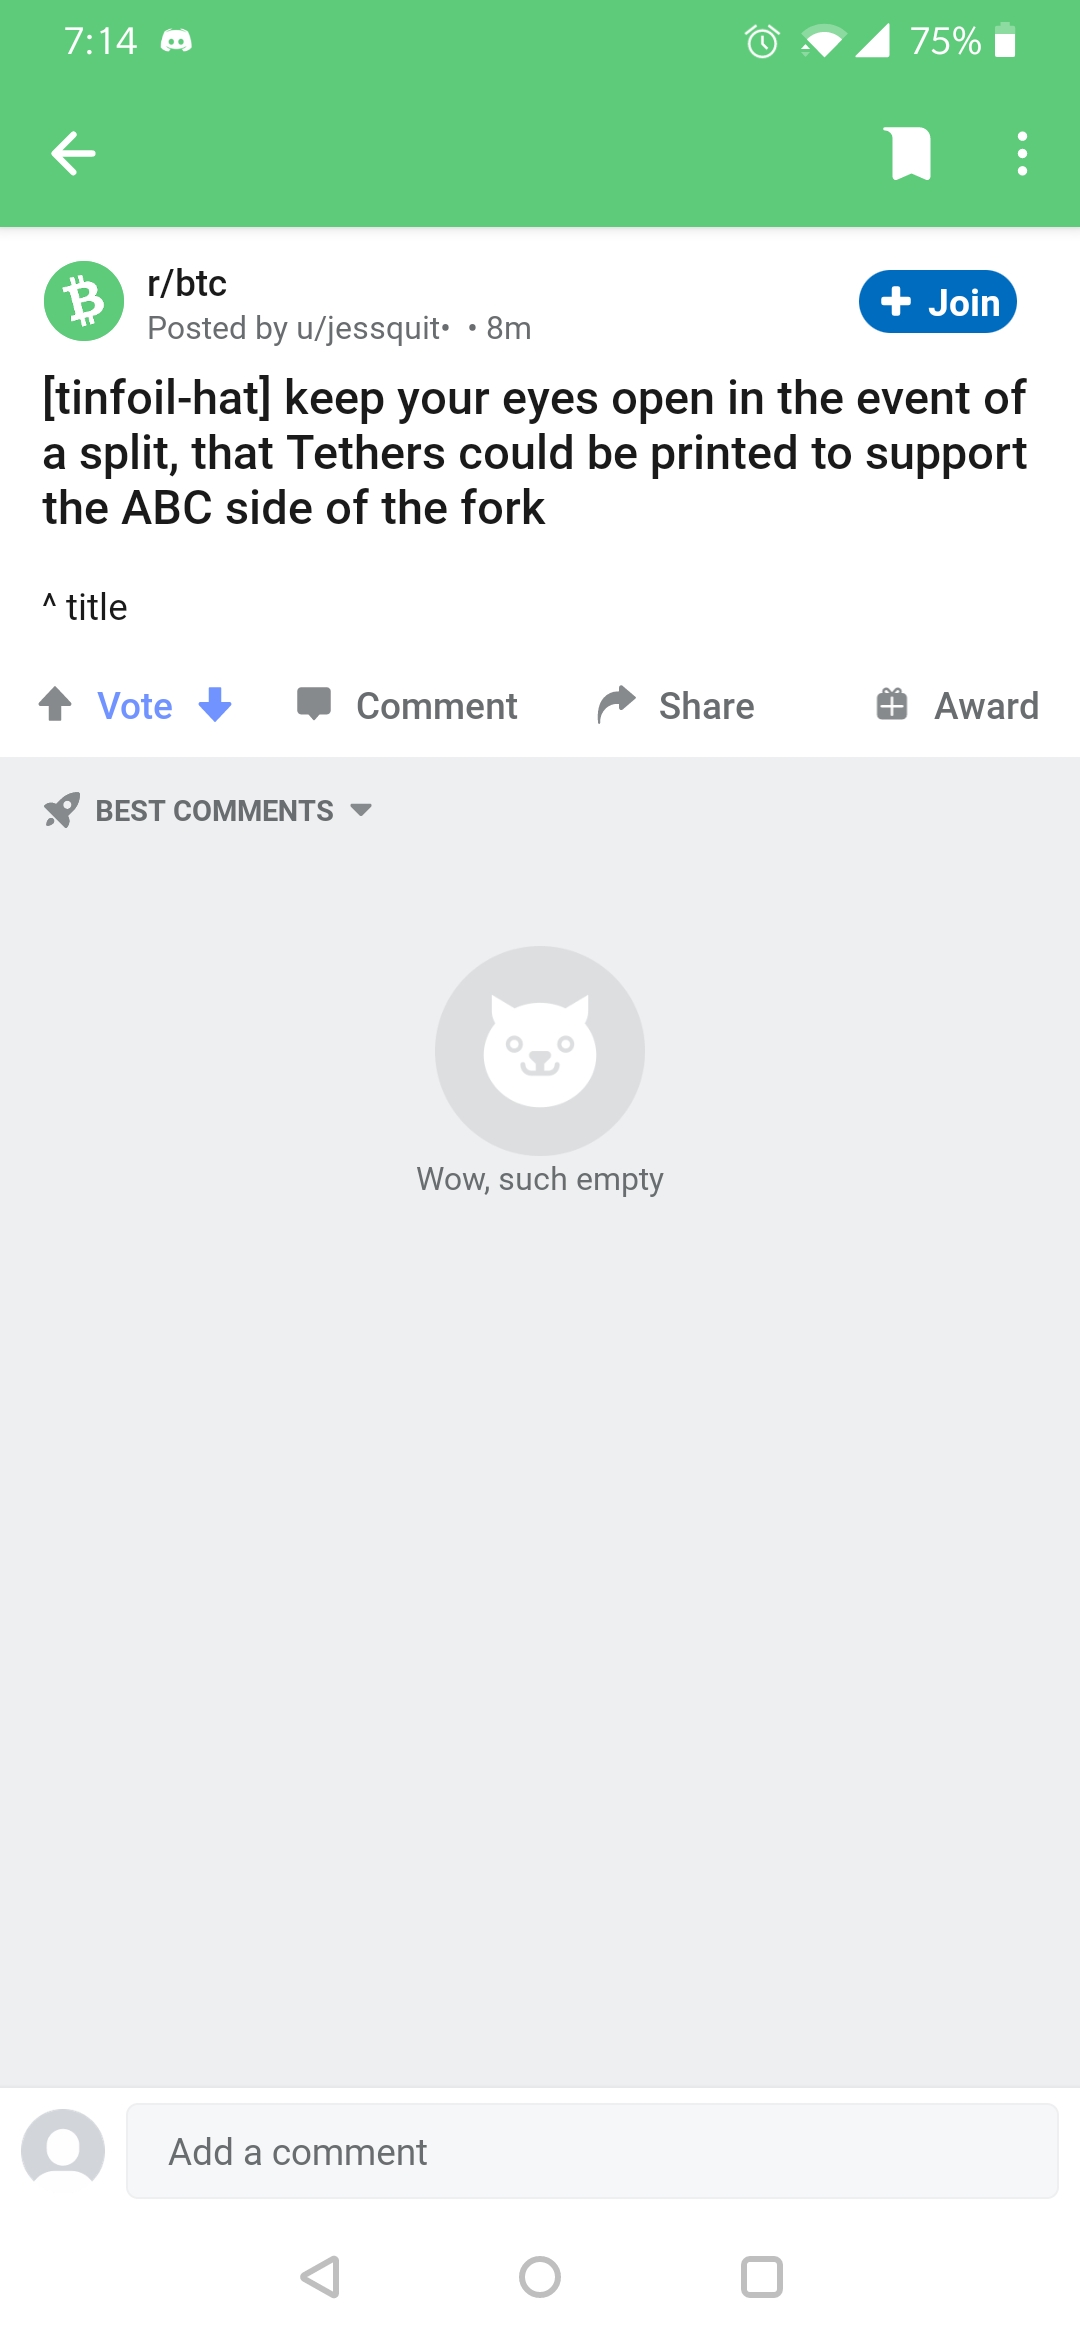 7:14 75%
r/btc
Posted by u/jessquit• • 8m
+ Join
[tinfoil-hat] keep your eyes open in the event of
a split, that Tethers could be printed to support
the ABC side of the fork
^ title
Vote Comment Share Award
BEST COMMENTS
Wow, such empty
Add a comment